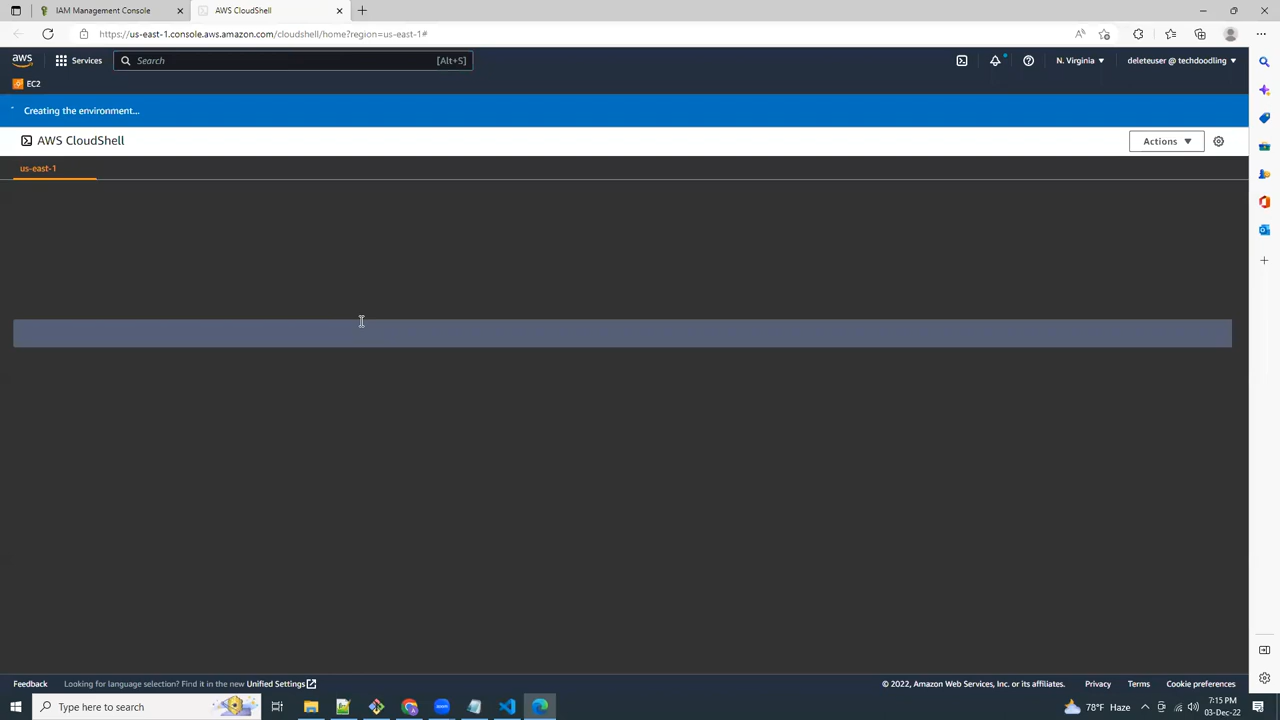 IAM Management Console
AWS CloudShell
https://us-east-1.console.aws.amazon.com/cloudshell/home?region=us-east-1#
aws
Services
Search
[Alt+S]
N. Virginia
deleteuser @ techdoodling
EC2
Creating the environment...
AWS CloudShell
Actions
us-east-1
Feedback
Looking for language selection? Find it in the new Unified Settings
© 2022, Amazon Web Services, Inc. or its affiliates.
Privacy
Terms
Cookie preferences
Type here to search
78°F Haze
7:15 PM
03-Dec-22